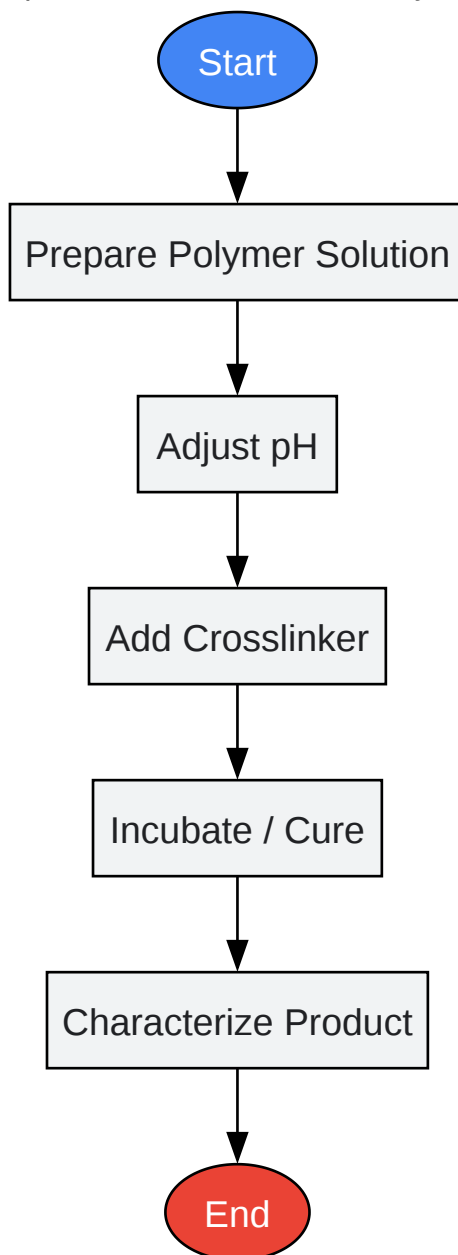 Start
Prepare Polymer Solution
Adjust pH
Add Crosslinker
Incubate / Cure
Characterize Product
End